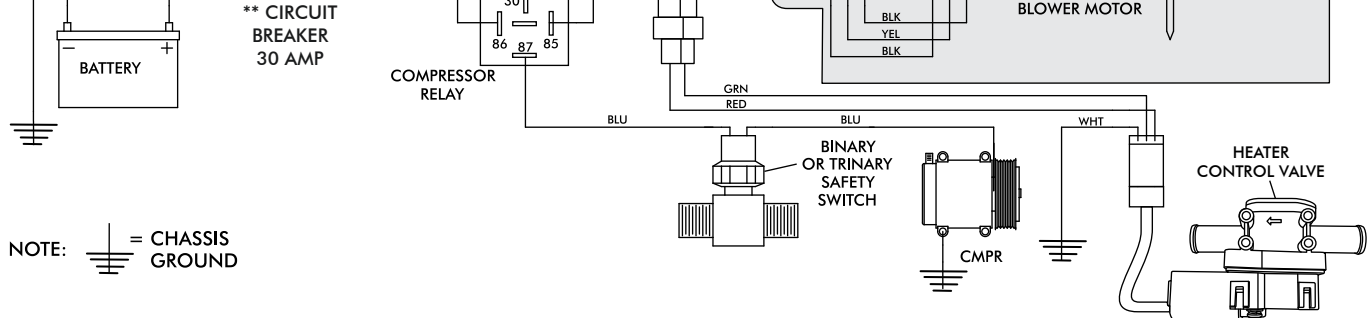 ** CIRCUIT
BREAKER
30 AMP
BATTERY
−
+
30
86
87
85
COMPRESSOR
RELAY
BLK
YEL
BLK
BLOWER MOTOR
GRN
RED
BLU
BLU
WHT
BINARY
OR TRINARY
SAFETY
SWITCH
CMPR
HEATER
CONTROL VALVE
NOTE:
= CHASSIS
GROUND